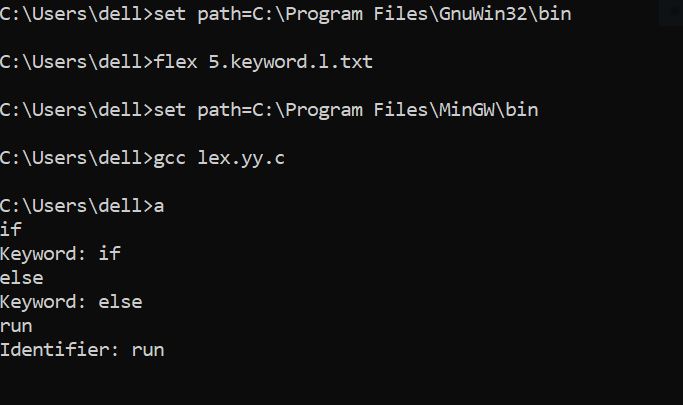 C:\Users\dell>set path=C:\Program Files\GnuWin32\bin
C:\Users\dell>flex 5.keyword.l.txt
C:\Users\dell>set path=C:\Program Files\MinGW\bin
C:\Users\dell>gcc lex.yy.c
C:\Users\dell>a
if
Keyword: if
else
Keyword: else
run
Identifier: run